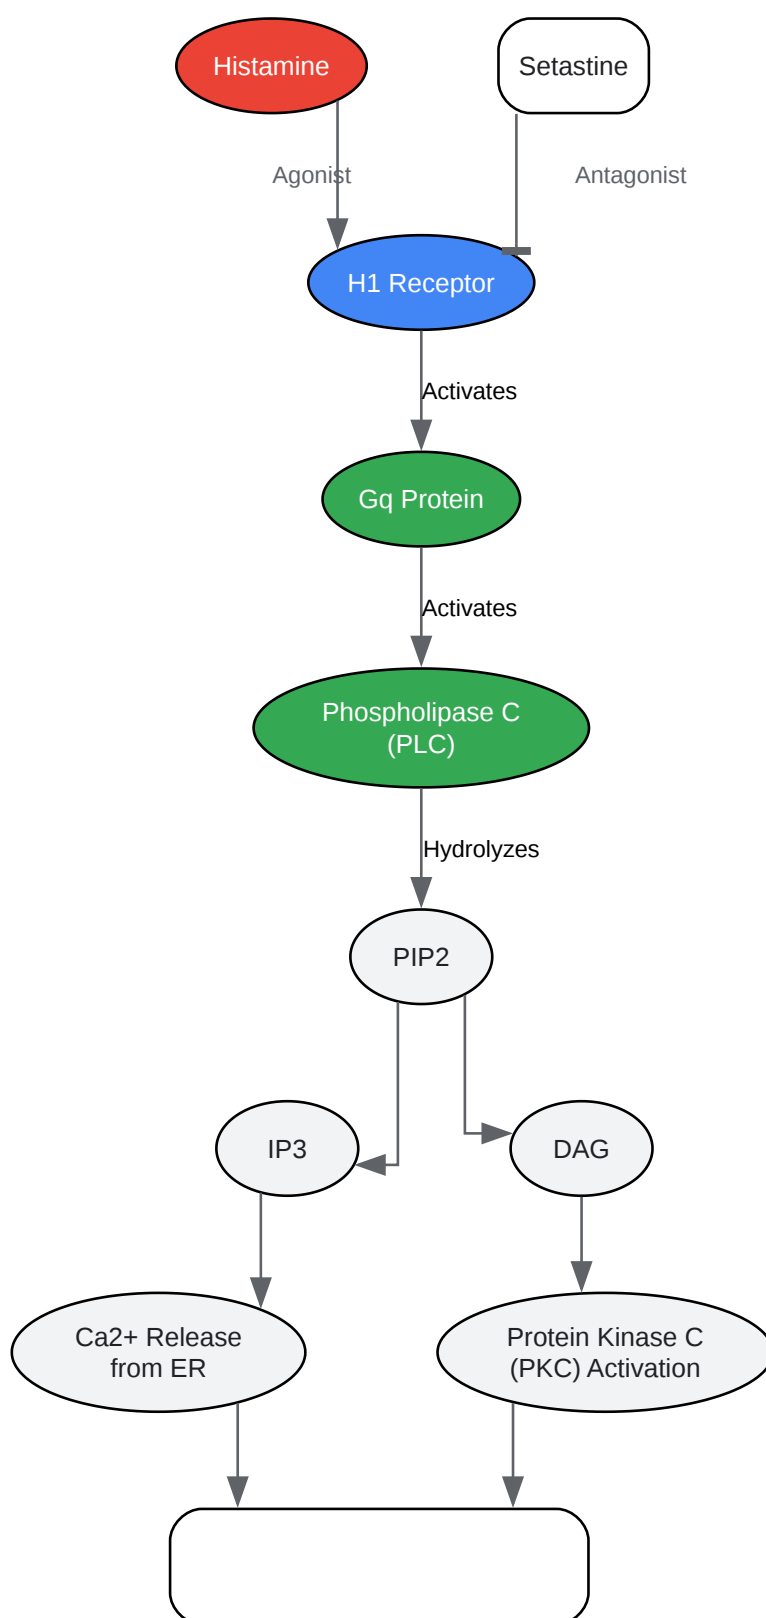 Histamine
Setastine
Agonist
Antagonist
H1 Receptor
Activates
Gq Protein
Activates
Phospholipase C
(PLC)
Hydrolyzes
PIP2
IP3
DAG
Ca2+ Release
from ER
Protein Kinase C
(PKC) Activation